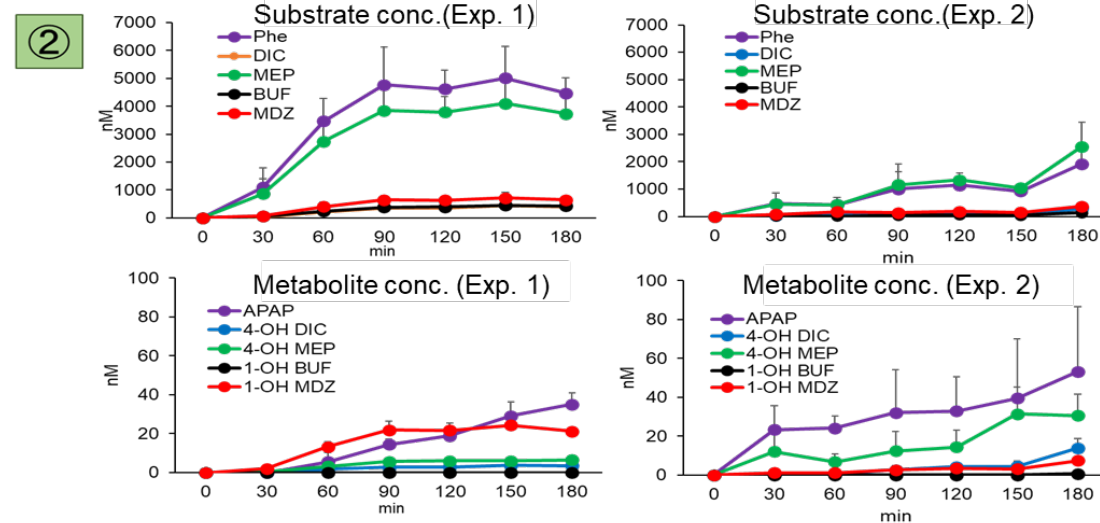 ②
Substrate conc.(Exp. 1)
7000
6000
5000
4000
3000
2000
1000
0
nM
Phe
DIC
MEP
BUF
MDZ
0 30 60 90 120 150 180
min
Substrate conc.(Exp. 2)
7000
6000
5000
4000
3000
2000
1000
0
nM
Phe
DIC
MEP
BUF
MDZ
0 30 60 90 120 150 180
min
Metabolite conc. (Exp. 1)
100
80
60
40
20
0
nM
APAP
4-OH DIC
4-OH MEP
1-OH BUF
1-OH MDZ
0 30 60 90 120 150 180
min
Metabolite conc. (Exp. 2)
100
80
60
40
20
0
nM
APAP
4-OH DIC
4-OH MEP
1-OH BUF
1-OH MDZ
0 30 60 90 120 150 180
min